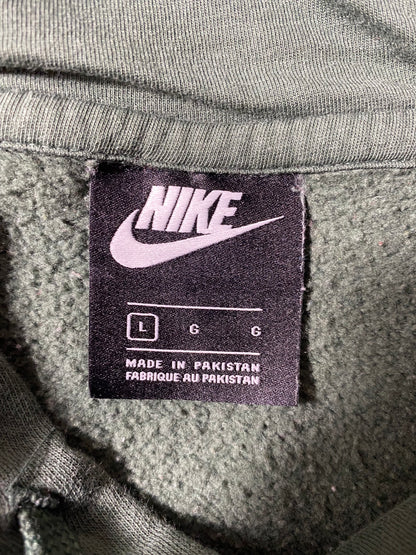 NIKE
L G G
MADE IN PAKISTAN
FABRIQUE AU PAKISTAN